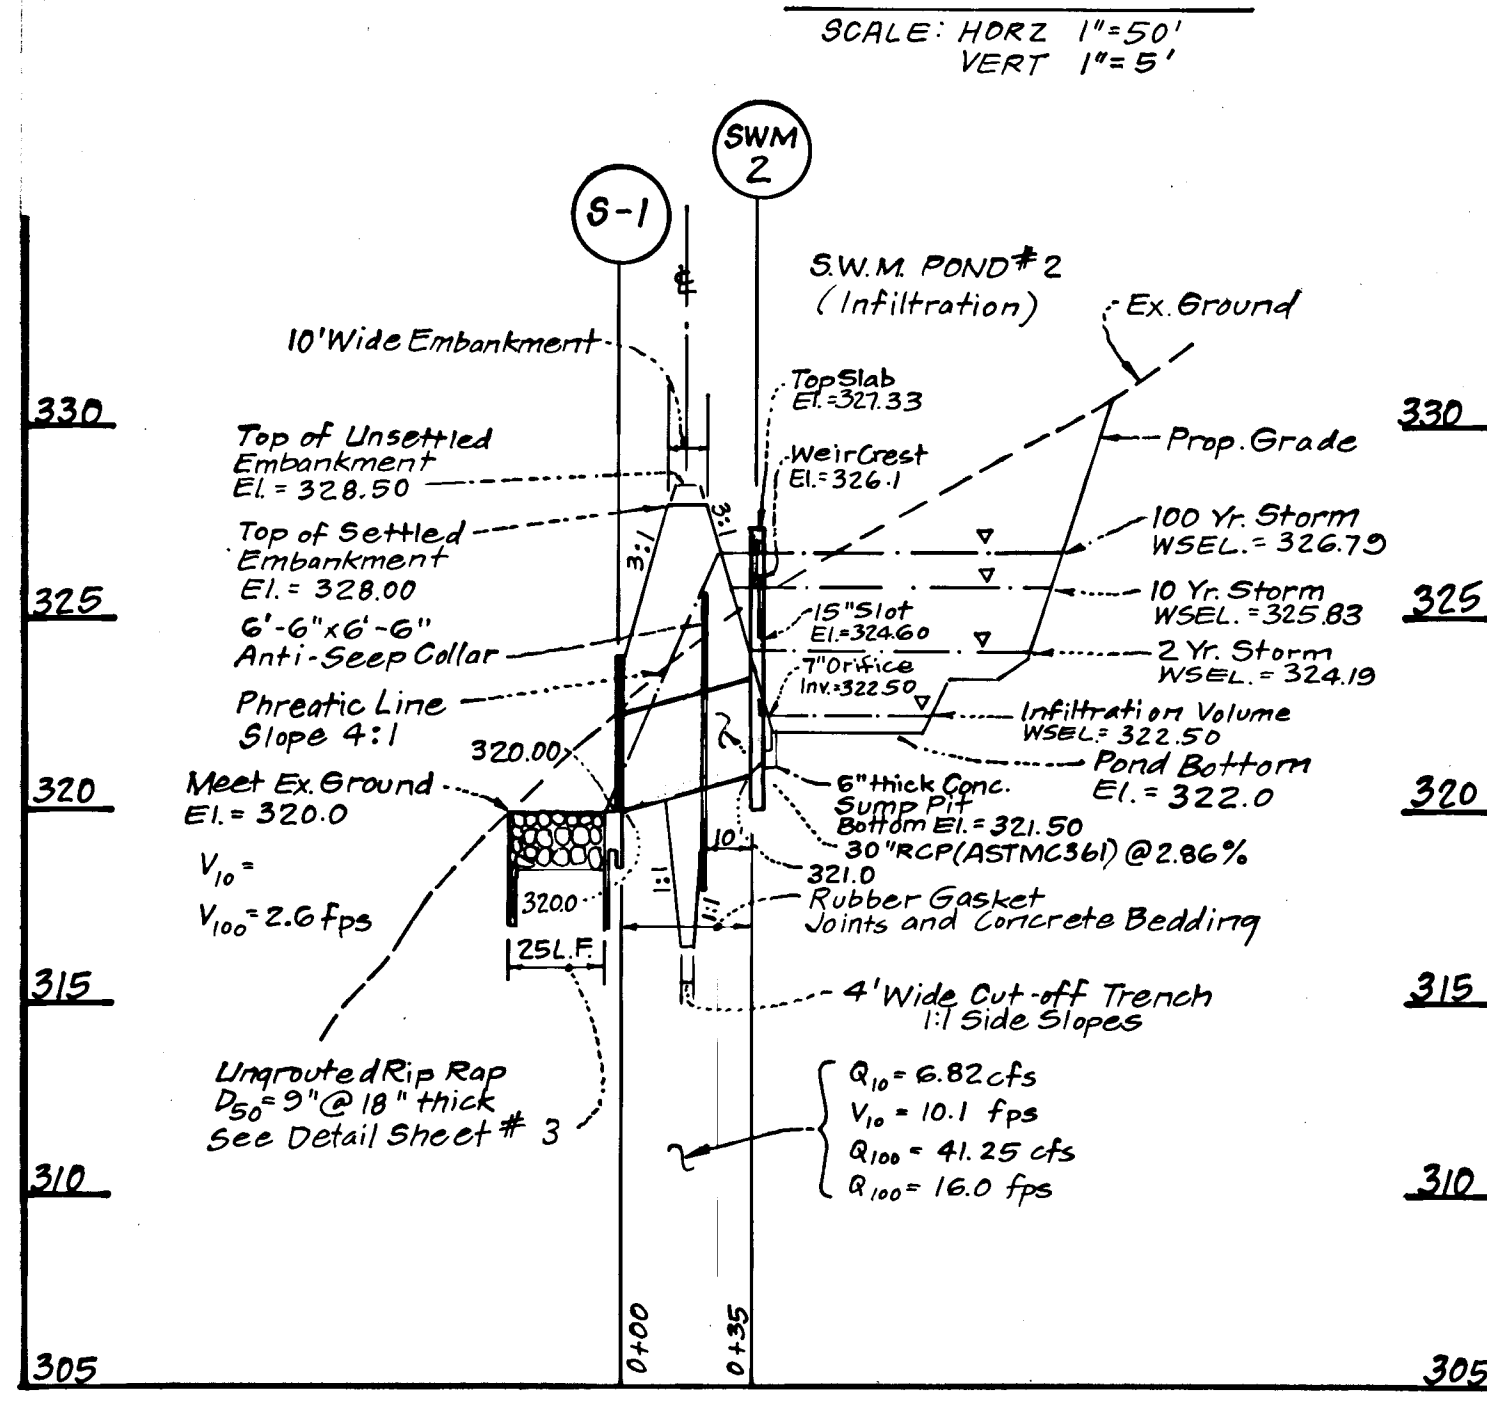 SCALE: HORZ 1"=50'
VERT 1"=5'
SWM
2
S-1
℄
S.W.M. POND #2
(Infiltration)
Ex. Ground
10' Wide Embankment
Top Slab
El.=327.33
330
330
Top of Unsettled
Embankment
El. = 328.50
Weir Crest
El.=326.1
Prop. Grade
3:1
3:1
Top of Settled
Embankment
El. = 328.00
100 Yr. Storm
WSEL. = 326.79
325
325
10 Yr. Storm
WSEL. = 325.83
6'-6"x6'-6"
Anti-Seep Collar
15" Slot
El.=324.60
2 Yr. Storm
WSEL. = 324.19
7" Orifice
Inv.=322.50
Phreatic Line
Slope 4:1
Infiltration Volume
WSEL.= 322.50
320.00
Pond Bottom
El. = 322.0
Meet Ex. Ground
El. = 320.0
320
320
6" thick Conc.
Sump Pit
Bottom El. = 321.50
10'
30" RCP (ASTM C361) @ 2.86%
V10 =
V100 = 2.6 fps
1:1
1:1
321.0
320.0
Rubber Gasket
Joints and Concrete Bedding
25 L.F.
315
315
4' Wide Cut-off Trench
1:1 Side Slopes
Ungrouted Rip Rap
D50 = 9" @ 18" thick
See Detail Sheet # 3
Q10 = 6.82 cfs
V10 = 10.1 fps
Q100 = 41.25 cfs
Q100 = 16.0 fps
310
310
0+00
0+35
305
305